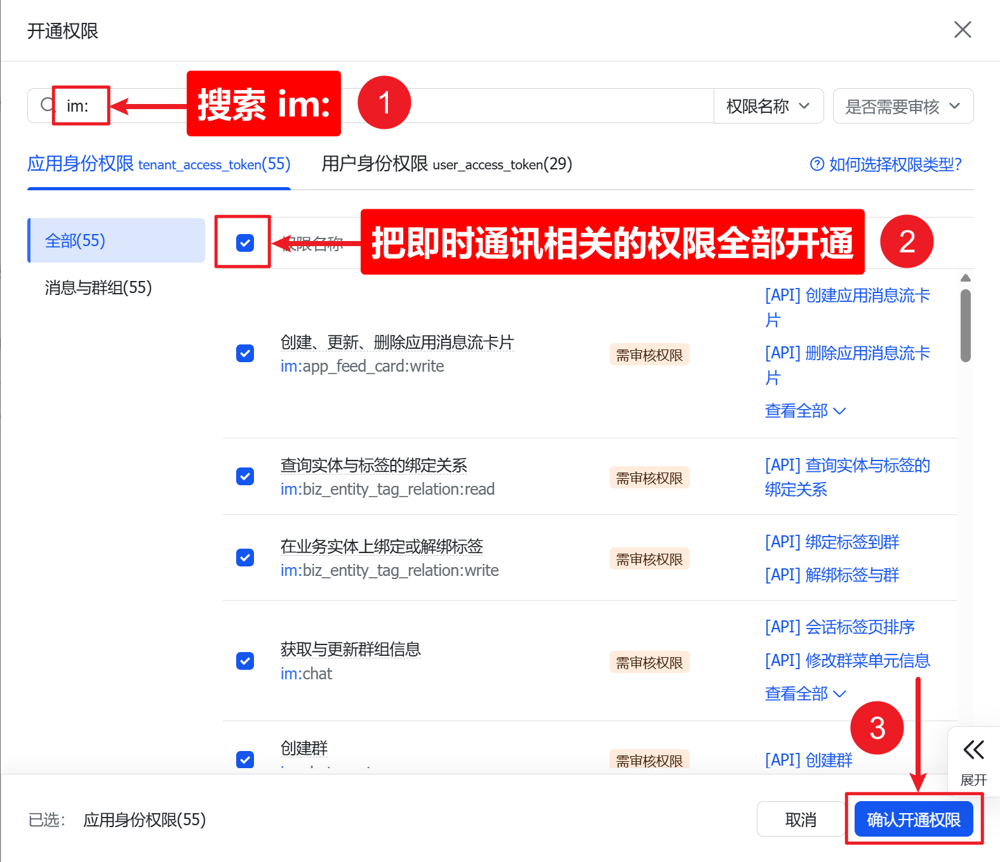 开通权限
im:
搜索 im:
1
权限名称
是否需要审核
应用身份权限 tenant_access_token(55)
用户身份权限 user_access_token(29)
如何选择权限类型?
全部(55)
消息与群组(55)
权限名称
把即时通讯相关的权限全部开通
2
创建、更新、删除应用消息流卡片
im:app_feed_card:write
需审核权限
[API] 创建应用消息流卡
片
[API] 删除应用消息流卡
片
查看全部
查询实体与标签的绑定关系
im:biz_entity_tag_relation:read
需审核权限
[API] 查询实体与标签的
绑定关系
在业务实体上绑定或解绑标签
im:biz_entity_tag_relation:write
需审核权限
[API] 绑定标签到群
[API] 解绑标签与群
获取与更新群组信息
im:chat
需审核权限
[API] 会话标签页排序
[API] 修改群菜单元信息
查看全部
3
创建群
需审核权限
[API] 创建群
展开
已选： 应用身份权限(55)
取消
确认开通权限